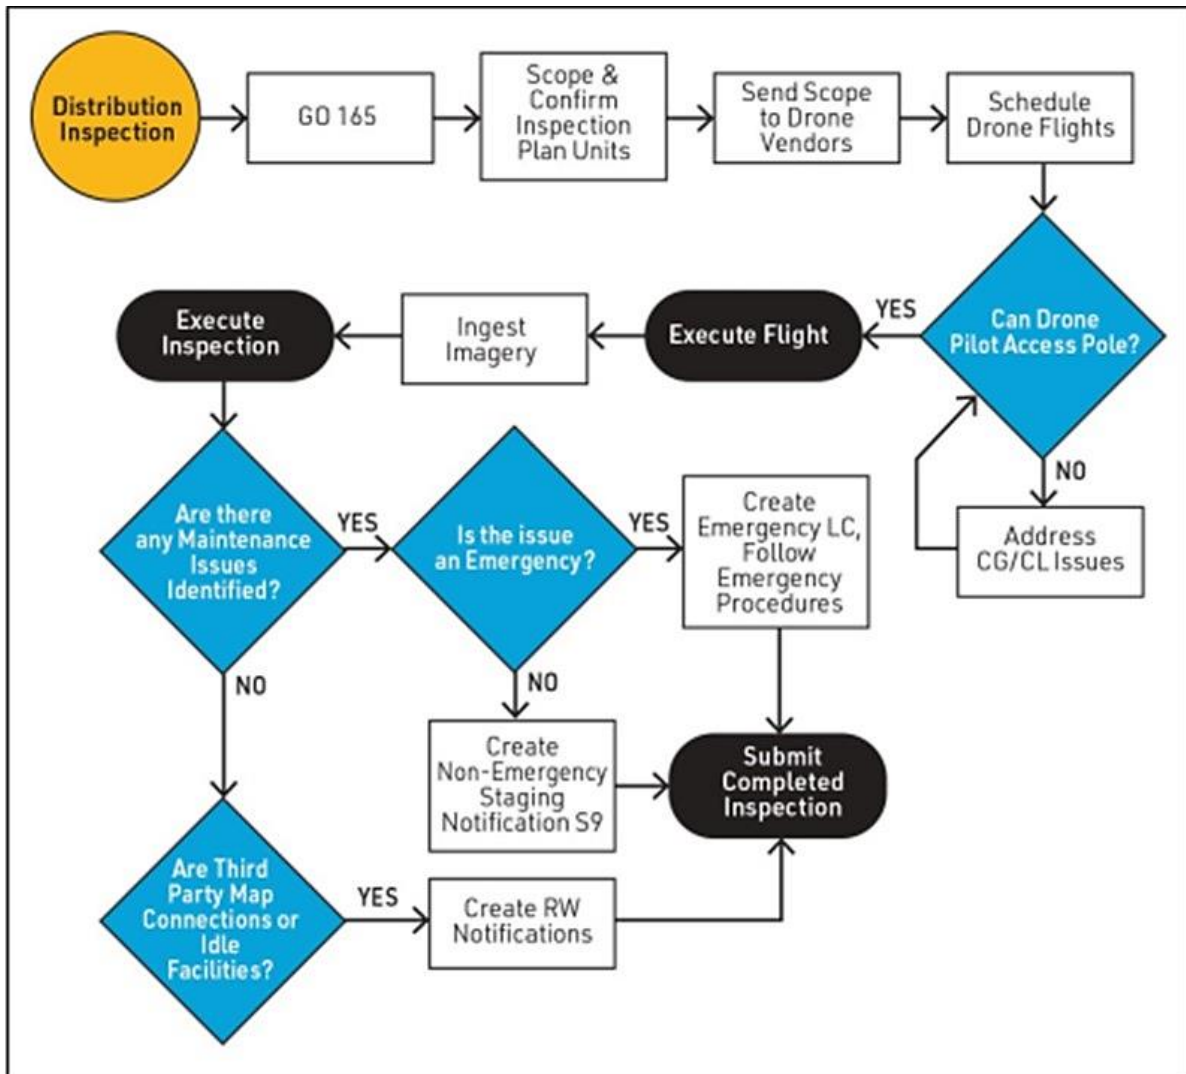 Distribution
Inspection
GO 165
Scope &
Confirm
Inspection
Plan Units
Send Scope
to Drone
Vendors
Schedule
Drone Flights
Can Drone
Pilot Access Pole?
YES
Execute Flight
Ingest
Imagery
Execute
Inspection
NO
Address
CG/CL Issues
Are there
any Maintenance
Issues
Identified?
YES
Is the issue
an Emergency?
YES
Create
Emergency LC,
Follow
Emergency
Procedures
NO
Create
Non-Emergency
Staging
Notification S9
Submit
Completed
Inspection
NO
Are Third
Party Map
Connections or
Idle
Facilities?
YES
Create RW
Notifications